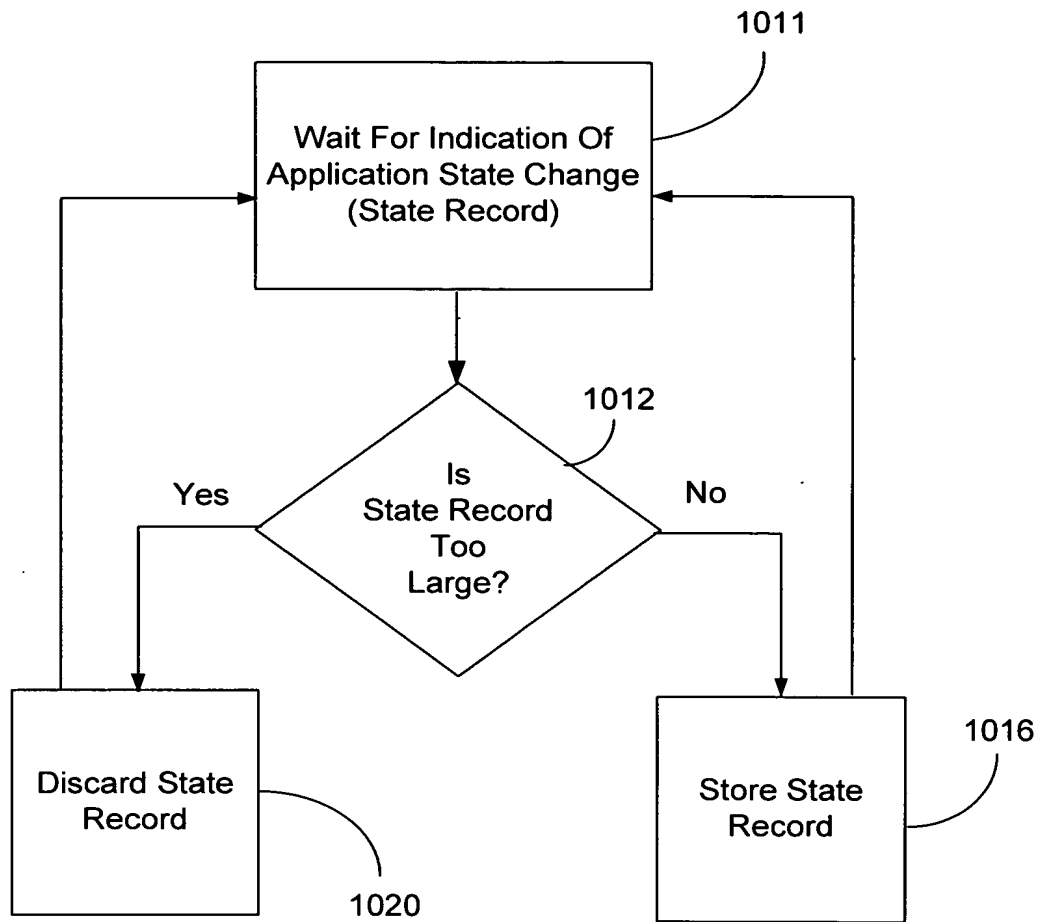 1011
Wait For Indication Of
Application State Change
(State Record)
1012
Is
State Record
Too
Large?
Yes
No
Discard State
Record
1020
Store State
Record
1016